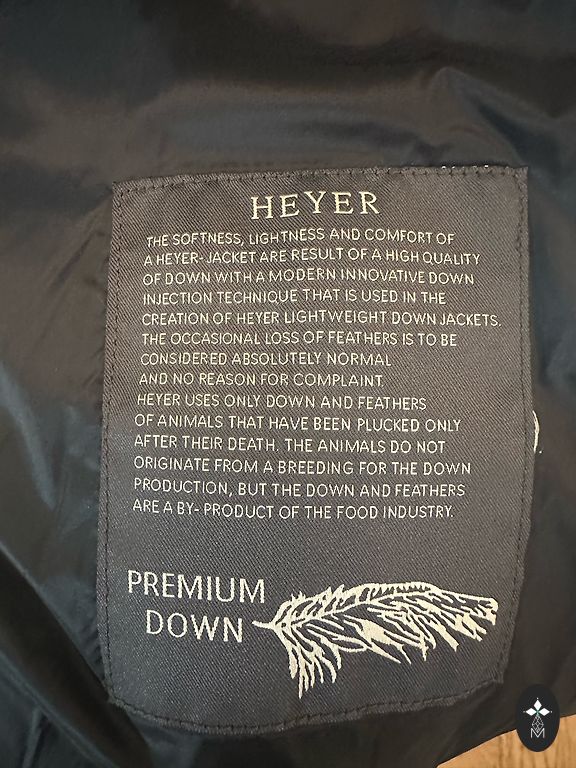 HEYER
THE SOFTNESS, LIGHTNESS AND COMFORT OF
A HEYER- JACKET ARE RESULT OF A HIGH QUALITY
OF DOWN WITH A MODERN INNOVATIVE DOWN
INJECTION TECHNIQUE THAT IS USED IN THE
CREATION OF HEYER LIGHTWEIGHT DOWN JACKETS.
THE OCCASIONAL LOSS OF FEATHERS IS TO BE
CONSIDERED ABSOLUTELY NORMAL
AND NO REASON FOR COMPLAINT.
HEYER USES ONLY DOWN AND FEATHERS
OF ANIMALS THAT HAVE BEEN PLUCKED ONLY
AFTER THEIR DEATH. THE ANIMALS DO NOT
ORIGINATE FROM A BREEDING FOR THE DOWN
PRODUCTION, BUT THE DOWN AND FEATHERS
ARE A BY- PRODUCT OF THE FOOD INDUSTRY.
PREMIUM
DOWN
M